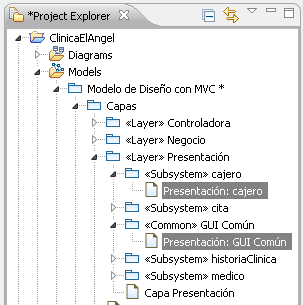 *Project Explorer
ClinicaElAngel
Diagrams
Models
Modelo de Diseño con MVC *
Capas
«Layer» Controladora
«Layer» Negocio
«Layer» Presentación
«Subsystem» cajero
Presentación: cajero
«Subsystem» cita
«Common» GUI Común
Presentación: GUI Común
«Subsystem» historiaClinica
«Subsystem» medico
Capa Presentación